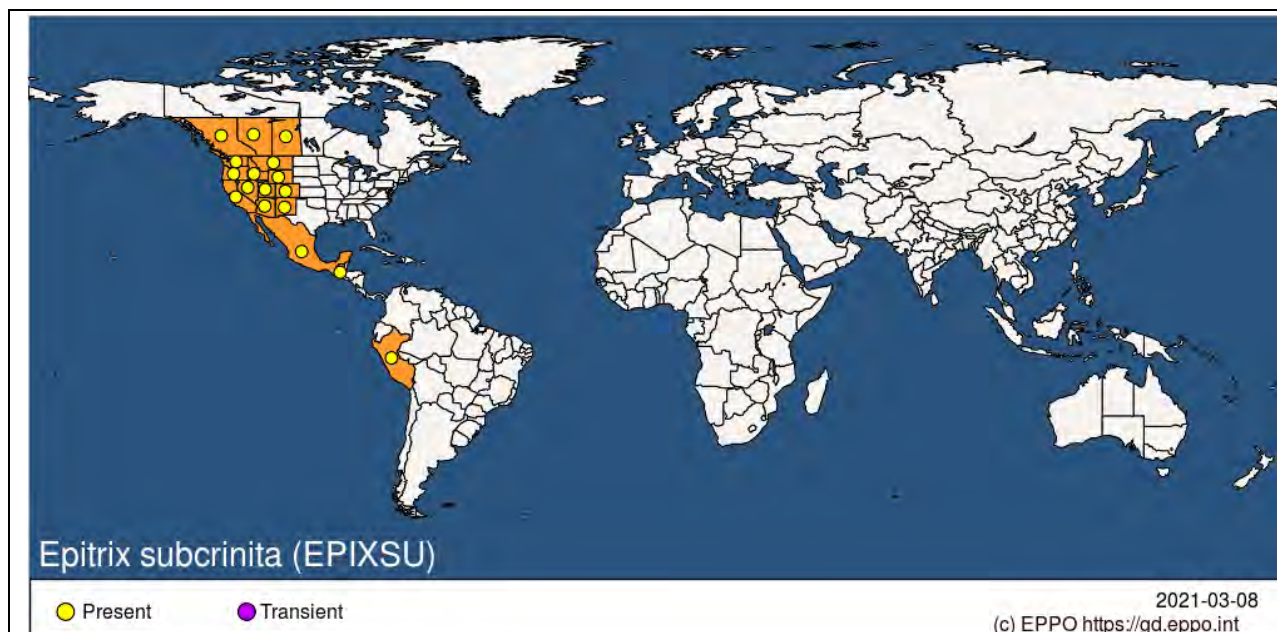 Epitrix subcrinita (EPIXSU)
Present
Transient
2021-03-08
(c) EPPO https://gd.eppo.int